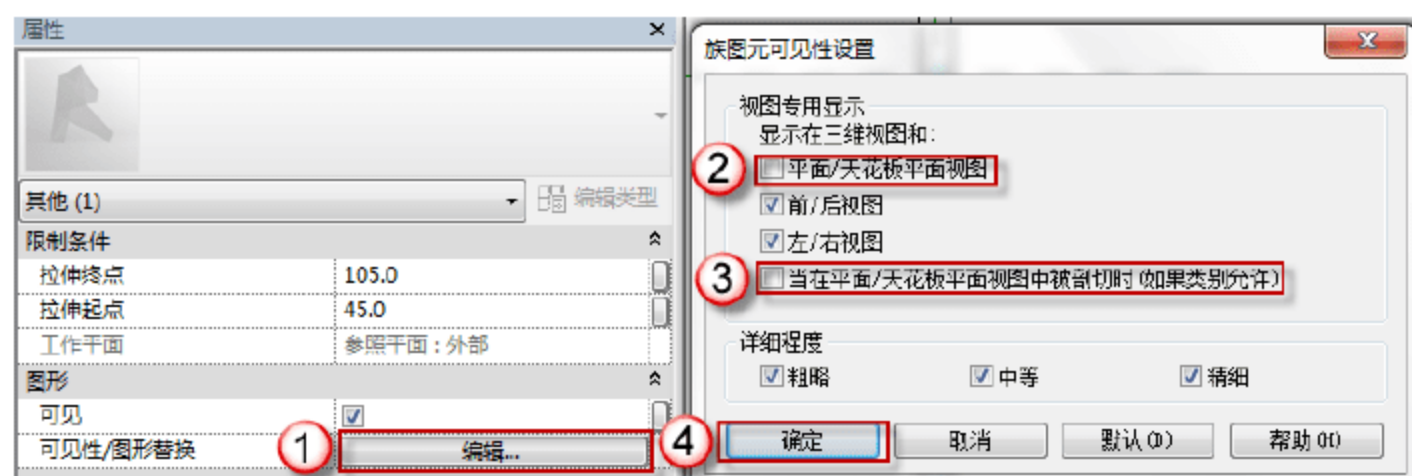 属性
其他 (1)
编辑类型
限制条件
拉伸终点 105.0
拉伸起点 45.0
工作平面 参照平面：外部
图形
可见
可见性/图形替换 ① 编辑...
族图元可见性设置
视图专用显示
显示在三维视图和:
② 平面/天花板平面视图
前/后视图
左/右视图
③ 当在平面/天花板平面视图中被剖切时(如果类别允许)
详细程度
粗略 中等 精细
④ 确定 取消 默认(D) 帮助(H)